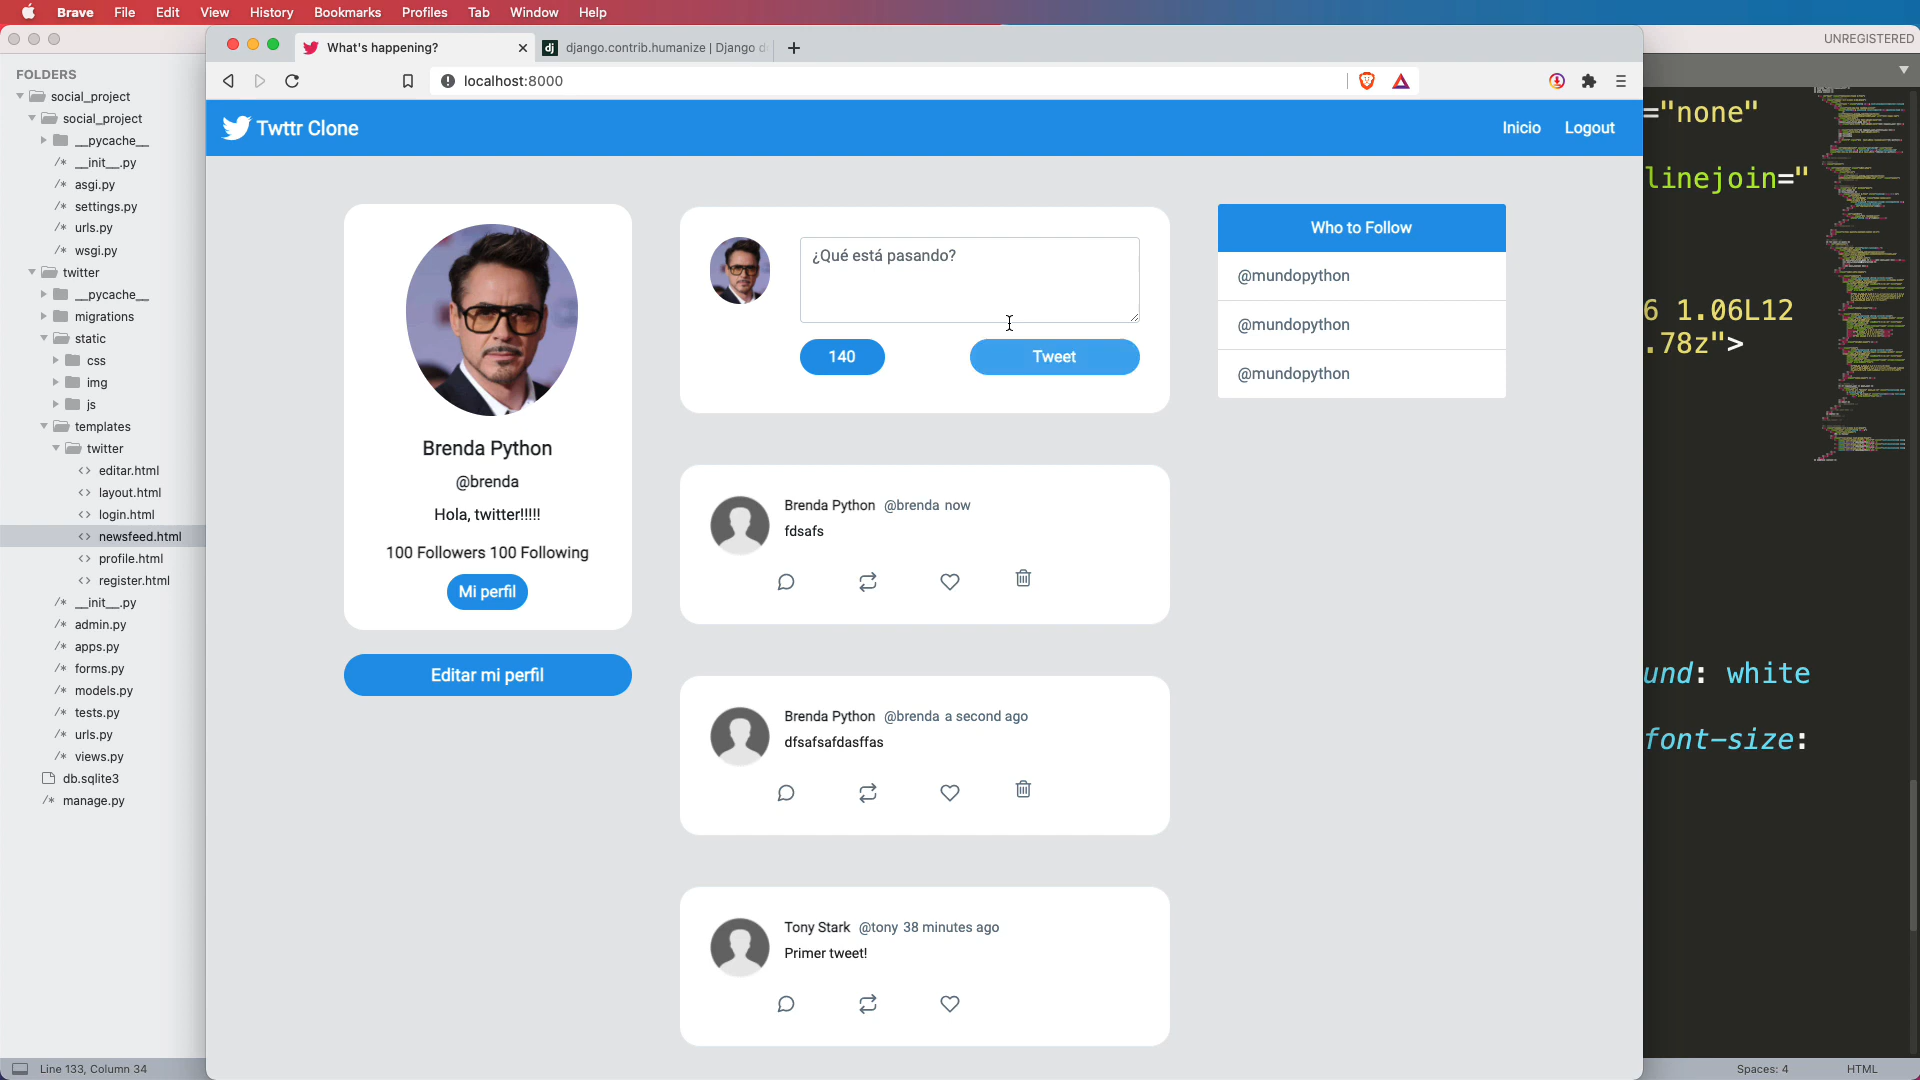 Brave File Edit View History Bookmarks Profiles Tab Window Help
UNREGISTERED
FOLDERS
social_project
social_project
__pycache__
__init__.py
asgi.py
settings.py
urls.py
wsgi.py
twitter
__pycache__
migrations
static
css
img
js
templates
twitter
editar.html
layout.html
login.html
newsfeed.html
profile.html
register.html
__init__.py
admin.py
apps.py
forms.py
models.py
tests.py
urls.py
views.py
db.sqlite3
manage.py
Line 133, Column 34
What's happening?
dj django.contrib.humanize | Django d
localhost:8000
Twttr Clone
Inicio Logout
Brenda Python
@brenda
Hola, twitter!!!!!
100 Followers 100 Following
Mi perfil
Editar mi perfil
¿Qué está pasando?
140 Tweet
Brenda Python @brenda now
fdsafs
Brenda Python @brenda a second ago
dfsafsafdasffas
Tony Stark @tony 38 minutes ago
Primer tweet!
Who to Follow
@mundopython
@mundopython
@mundopython
="none"
linejoin="
6 1.06L12
.78z">
und: white
font-size:
Spaces: 4 HTML